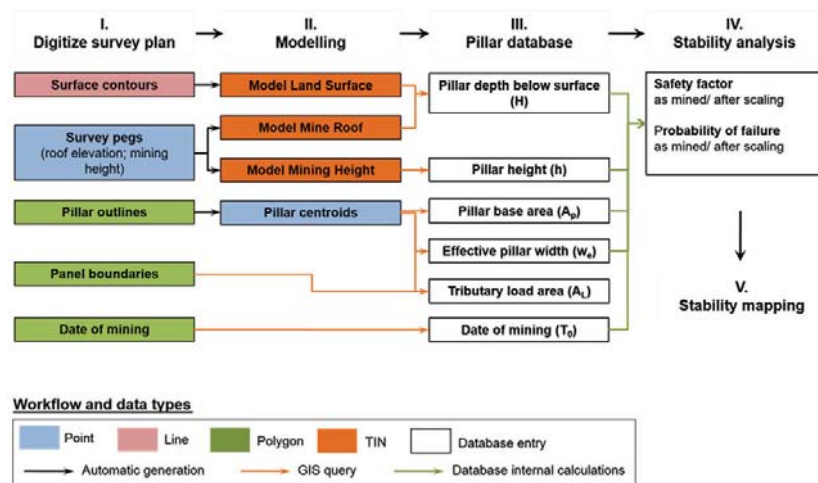 I.
Digitize survey plan
II.
Modelling
III.
Pillar database
IV.
Stability analysis
Surface contours
Model Land Surface
Pillar depth below surface
(H)
Safety factor
as mined/ after scaling
Probability of failure
as mined/ after scaling
Survey pegs
(roof elevation; mining
height)
Model Mine Roof
Model Mining Height
Pillar height (h)
Pillar outlines
Pillar centroids
Pillar base area (Aₚ)
Effective pillar width (wₑ)
Panel boundaries
Tributary load area (A_L)
V.
Stability mapping
Date of mining
Date of mining (T₀)
Workflow and data types
Point
Line
Polygon
TIN
Database entry
Automatic generation
GIS query
Database internal calculations